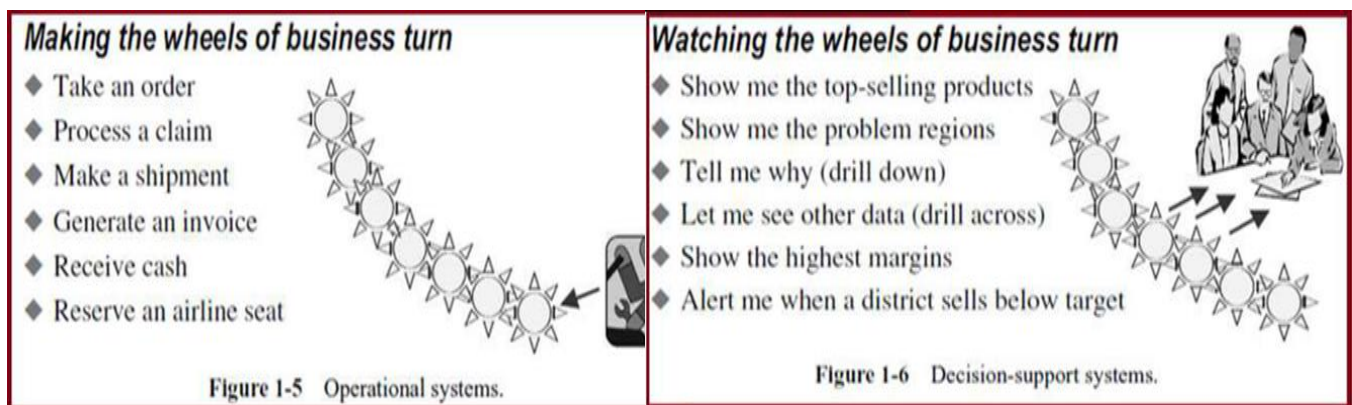 Making the wheels of business turn
◆ Take an order
◆ Process a claim
◆ Make a shipment
◆ Generate an invoice
◆ Receive cash
◆ Reserve an airline seat
Figure 1-5 Operational systems.
Watching the wheels of business turn
◆ Show me the top-selling products
◆ Show me the problem regions
◆ Tell me why (drill down)
◆ Let me see other data (drill across)
◆ Show the highest margins
◆ Alert me when a district sells below target
Figure 1-6 Decision-support systems.